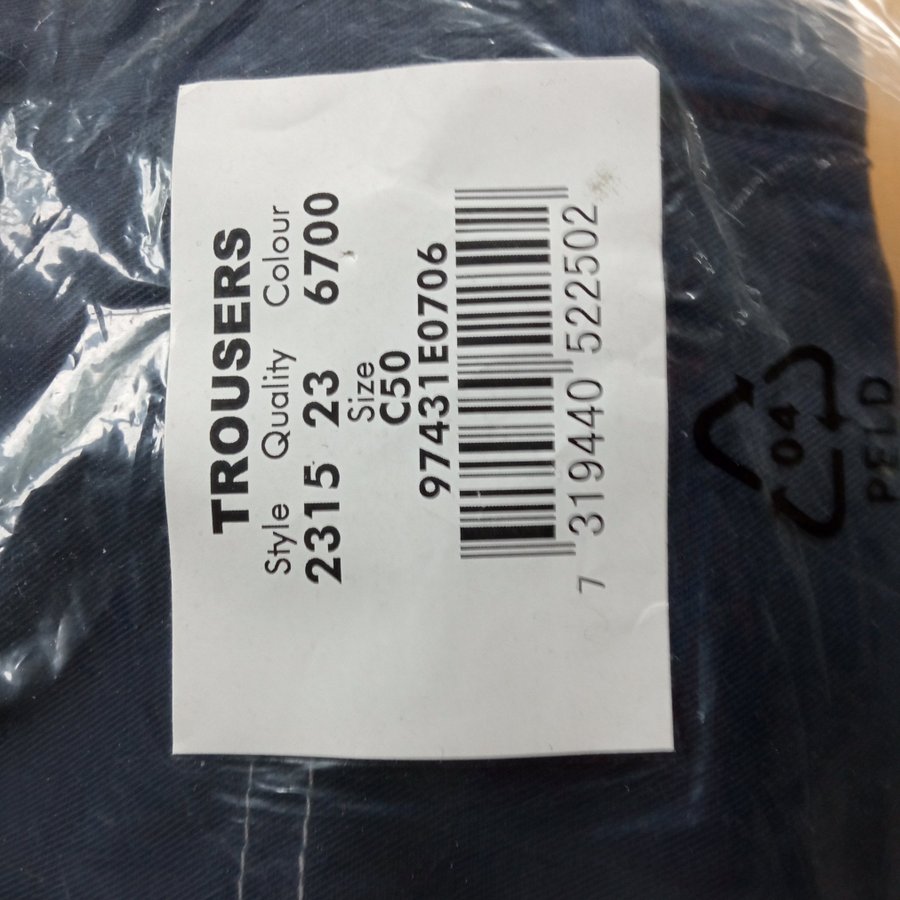 TROUSERS
Style Quality Colour
2315 23 6700
Size
C50
97431E0706
7 319440 522502
04
PELD